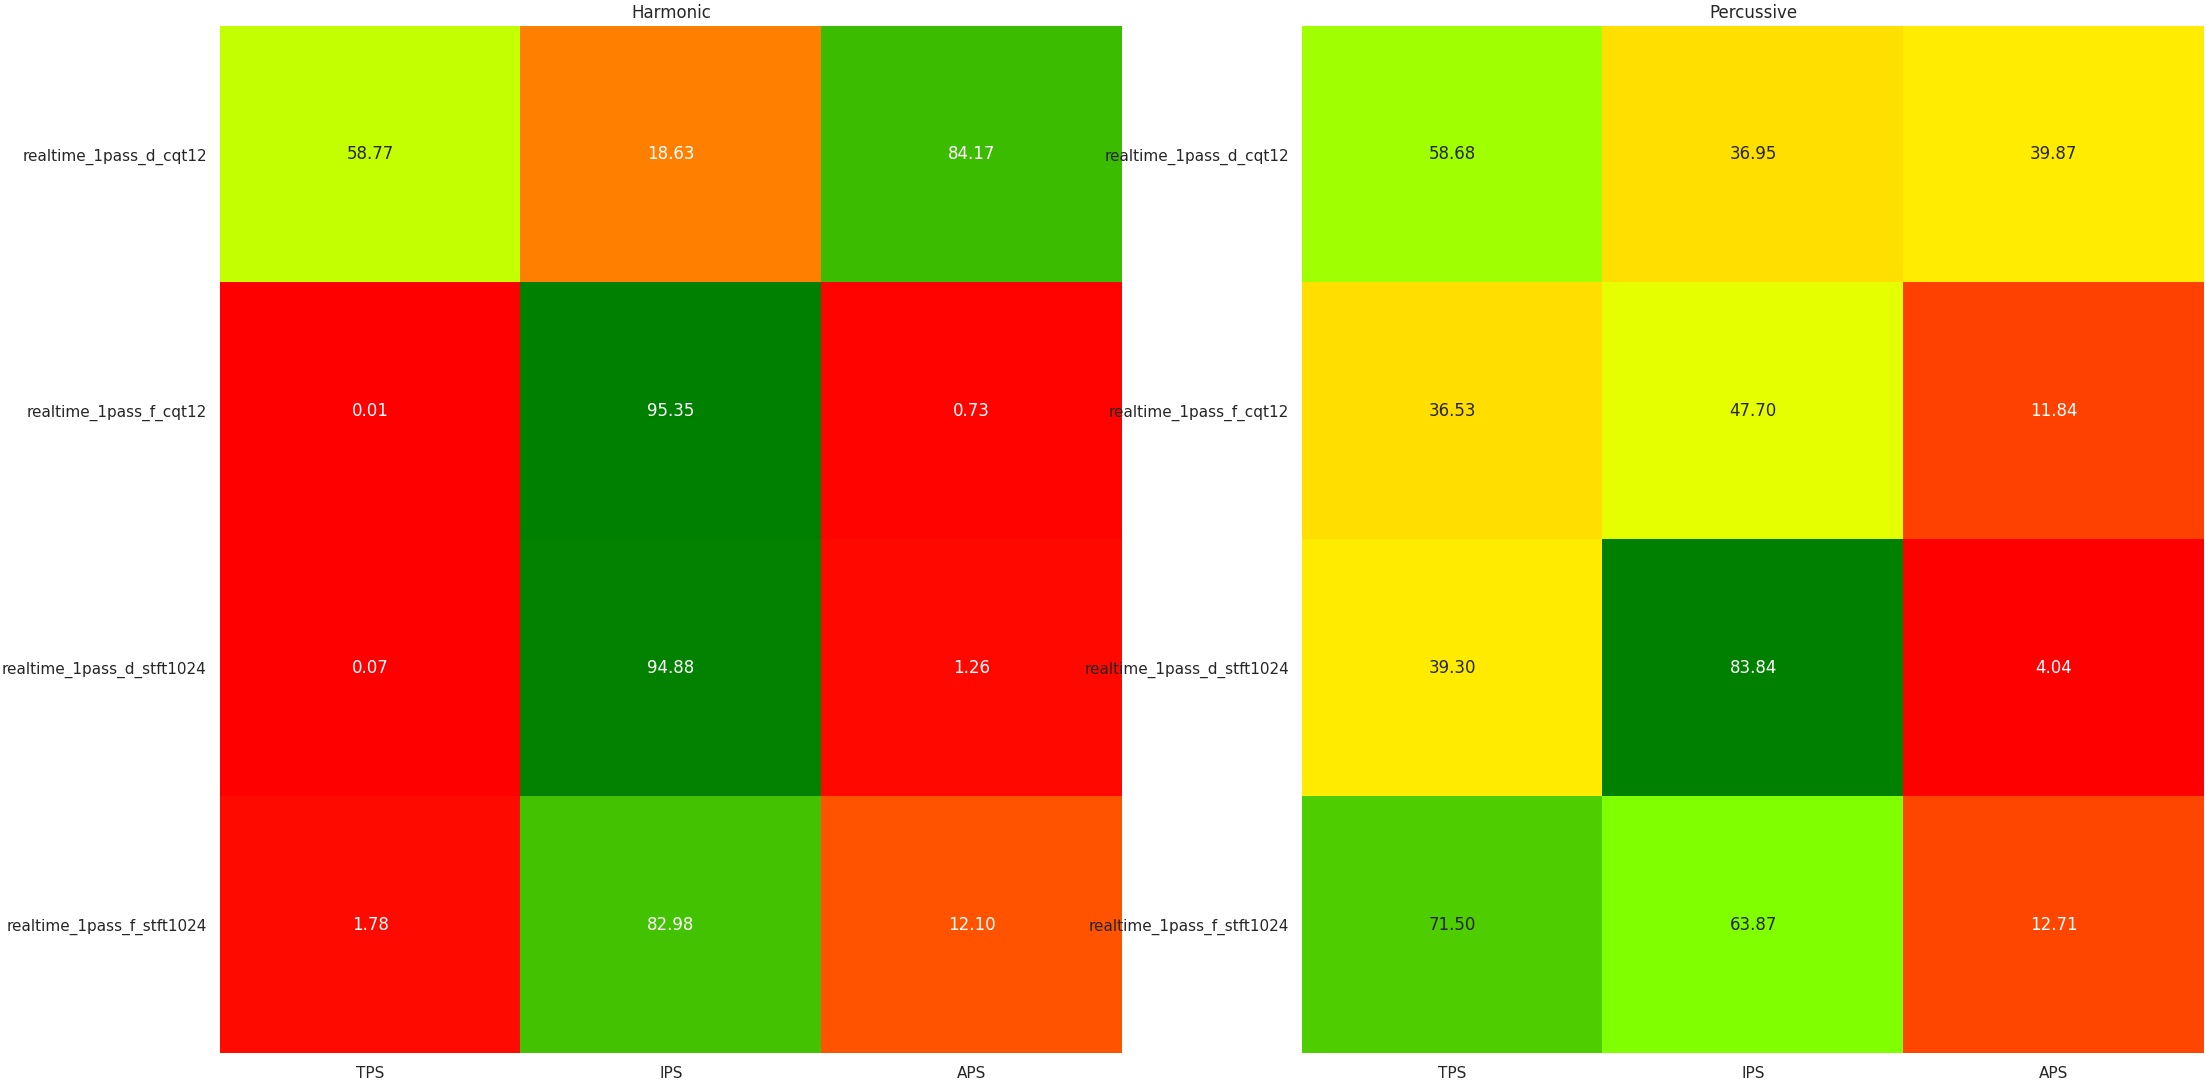 Harmonic
realtime_1pass_d_cqt12 58.77 18.63 84.17
realtime_1pass_f_cqt12 0.01 95.35 0.73
realtime_1pass_d_stft1024 0.07 94.88 1.26
realtime_1pass_f_stft1024 1.78 82.98 12.10
TPS IPS APS
Percussive
realtime_1pass_d_cqt12 58.68 36.95 39.87
realtime_1pass_f_cqt12 36.53 47.70 11.84
realtime_1pass_d_stft1024 39.30 83.84 4.04
realtime_1pass_f_stft1024 71.50 63.87 12.71
TPS IPS APS